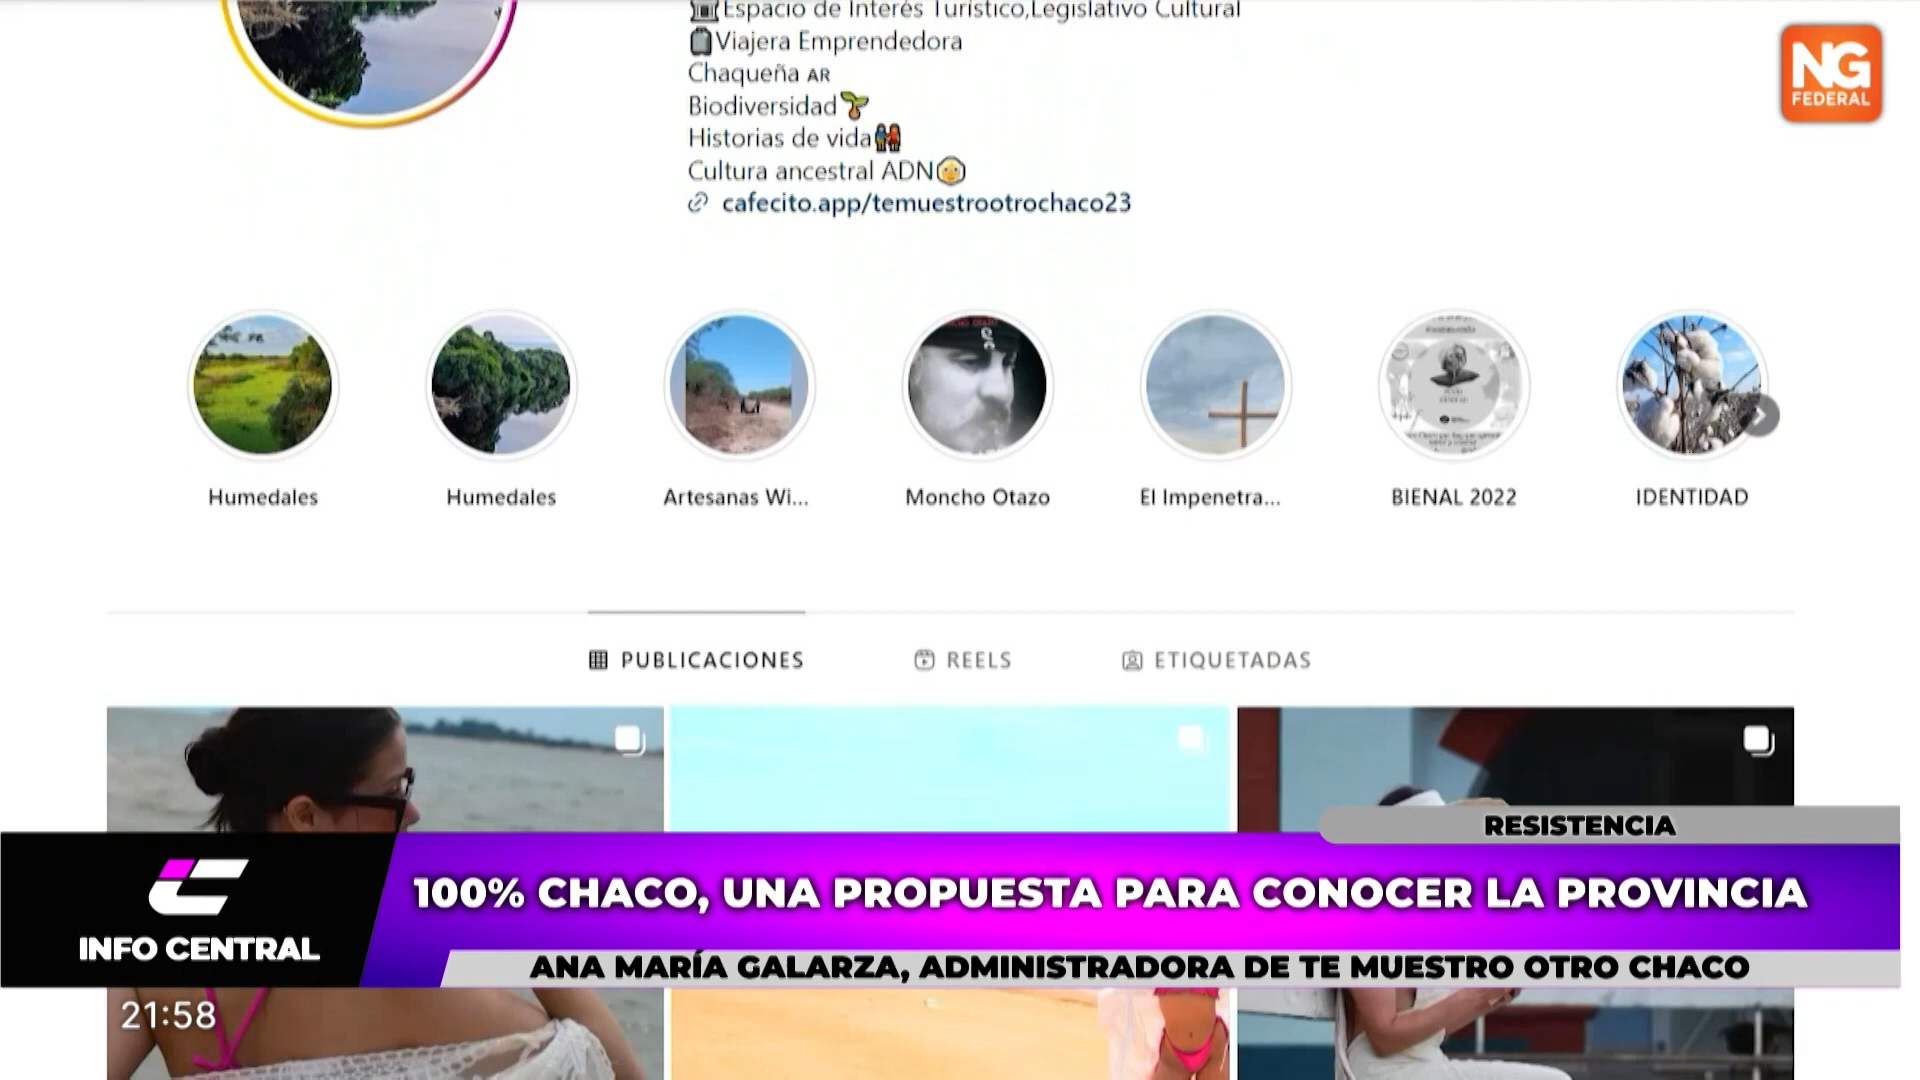 Espacio de Interés Turístico,Legislativo Cultural
Viajera Emprendedora
Chaqueña AR
Biodiversidad
Historias de vida
Cultura ancestral ADN
cafecito.app/temuestrootrochaco23
NG
FEDERAL
Humedales
Humedales
Artesanas Wi...
Moncho Otazo
El Impenetra...
BIENAL 2022
IDENTIDAD
PUBLICACIONES
REELS
ETIQUETADAS
RESISTENCIA
100% CHACO, UNA PROPUESTA PARA CONOCER LA PROVINCIA
INFO CENTRAL
ANA MARÍA GALARZA, ADMINISTRADORA DE TE MUESTRO OTRO CHACO
21:58